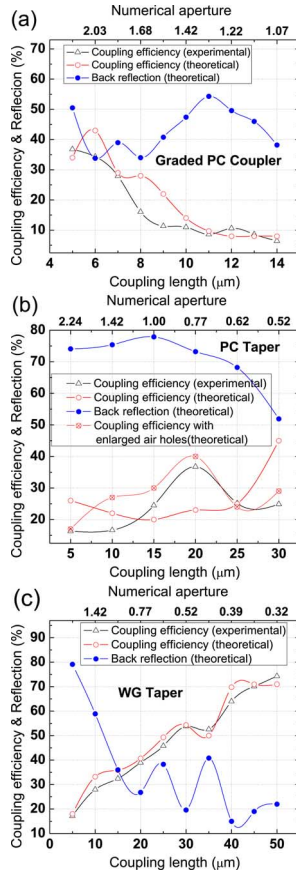 (a)
Numerical aperture
2.03 1.68 1.42 1.22 1.07
Coupling efficiency (experimental)
Coupling efficiency (theoretical)
Back reflection (theoretical)
Coupling efficiency & Reflecion (%)
70
60
50
40
30
20
10
Graded PC Coupler
4 6 8 10 12 14
Coupling length (μm)
(b)
Numerical aperture
2.24 1.42 1.00 0.77 0.62 0.52
PC Taper
Coupling efficiency & Reflection (%)
80
70
60
50
40
30
20
Coupling efficiency (experimental)
Coupling efficiency (theoretical)
Back reflection (theoretical)
Coupling efficiency with
enlarged air holes(theoretical)
5 10 15 20 25 30
Coupling length (μm)
(c)
Numerical aperture
1.42 0.77 0.52 0.39 0.32
Coupling efficiency (experimental)
Coupling efficiency (theoretical)
Back reflection (theoretical)
WG Taper
Coupling efficiency & Reflection (%)
90
80
70
60
50
40
30
20
10
0 10 20 30 40 50
Coupling length (μm)